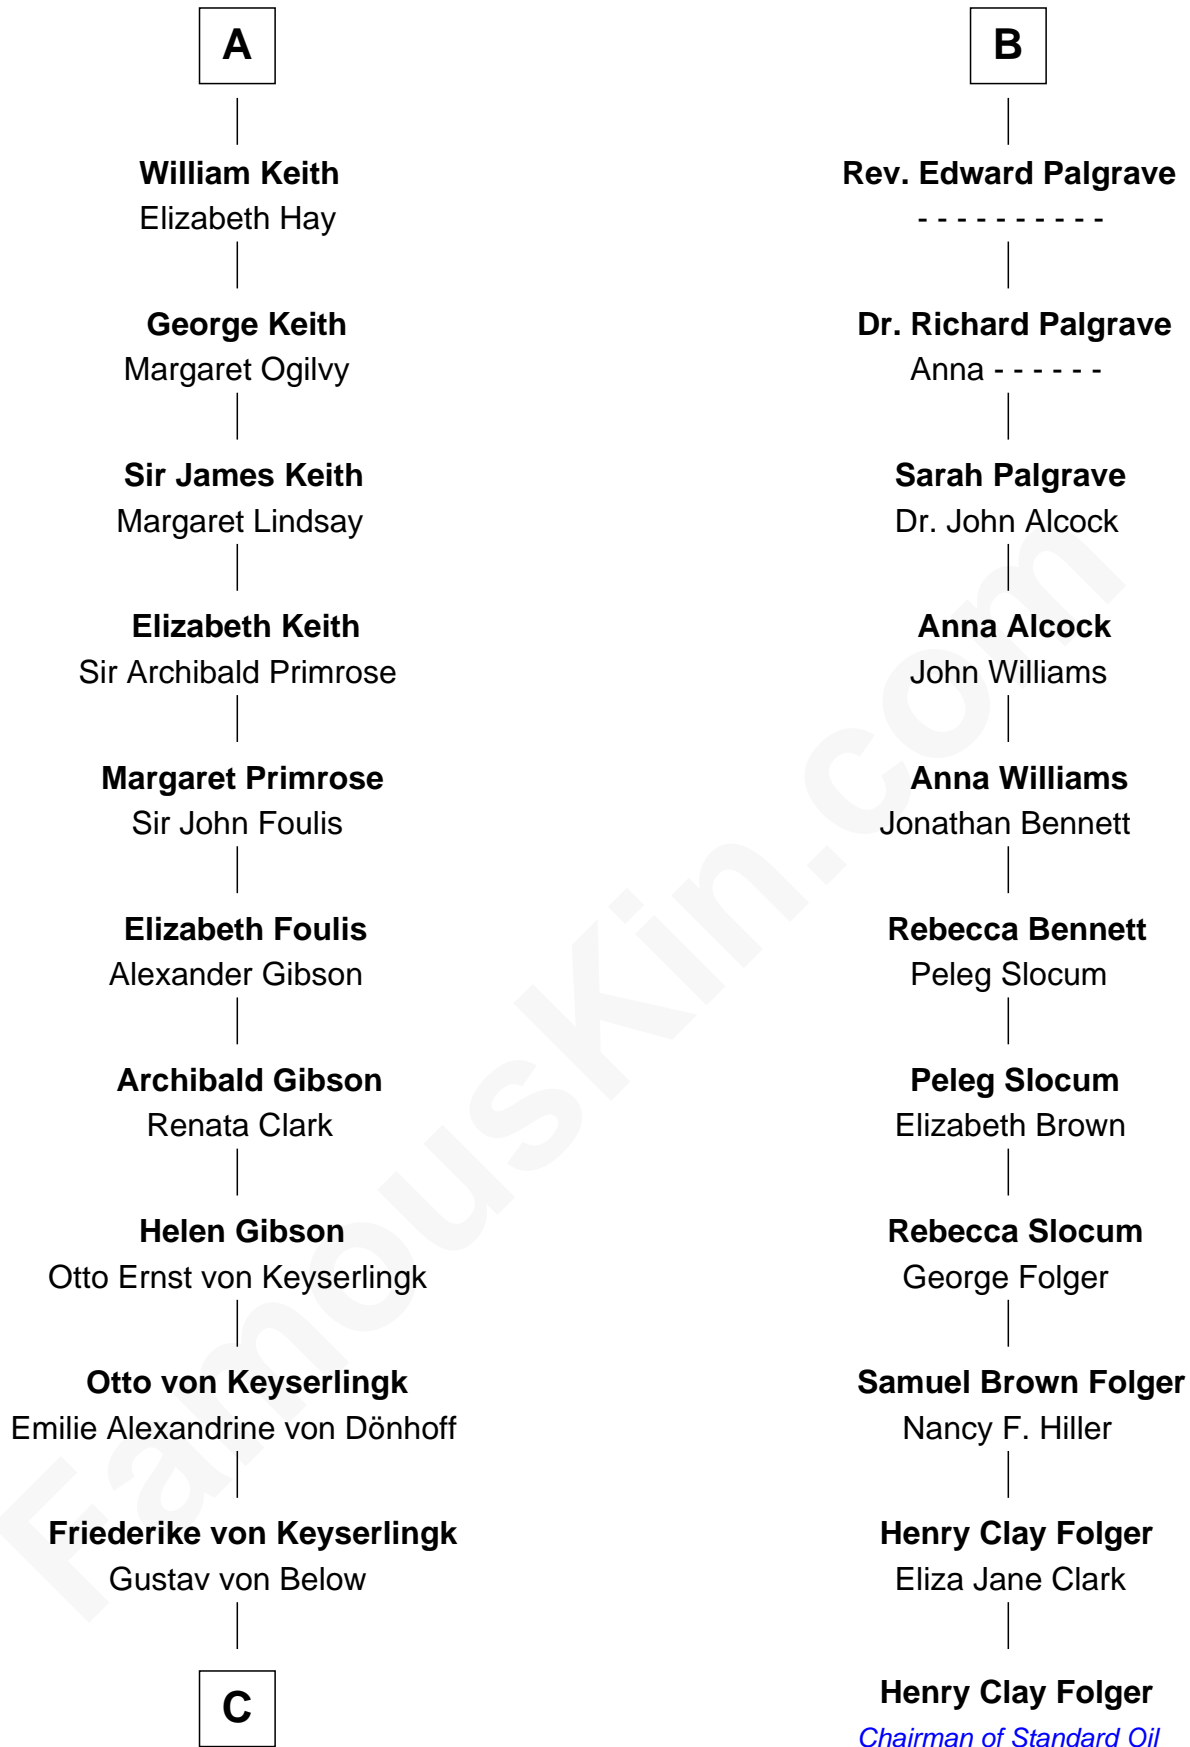 A
William Keith
Elizabeth Hay
George Keith
Margaret Ogilvy
Sir James Keith
Margaret Lindsay
Elizabeth Keith
Sir Archibald Primrose
Margaret Primrose
Sir John Foulis
Elizabeth Foulis
Alexander Gibson
Archibald Gibson
Renata Clark
Helen Gibson
Otto Ernst von Keyserlingk
Otto von Keyserlingk
Emilie Alexandrine von Dönhoff
Friederike von Keyserlingk
Gustav von Below
C
B
Rev. Edward Palgrave
- - - - - - - - - -
Dr. Richard Palgrave
Anna - - - - - -
Sarah Palgrave
Dr. John Alcock
Anna Alcock
John Williams
Anna Williams
Jonathan Bennett
Rebecca Bennett
Peleg Slocum
Peleg Slocum
Elizabeth Brown
Rebecca Slocum
George Folger
Samuel Brown Folger
Nancy F. Hiller
Henry Clay Folger
Eliza Jane Clark
Henry Clay Folger
Chairman of Standard Oil
FamousKin.com